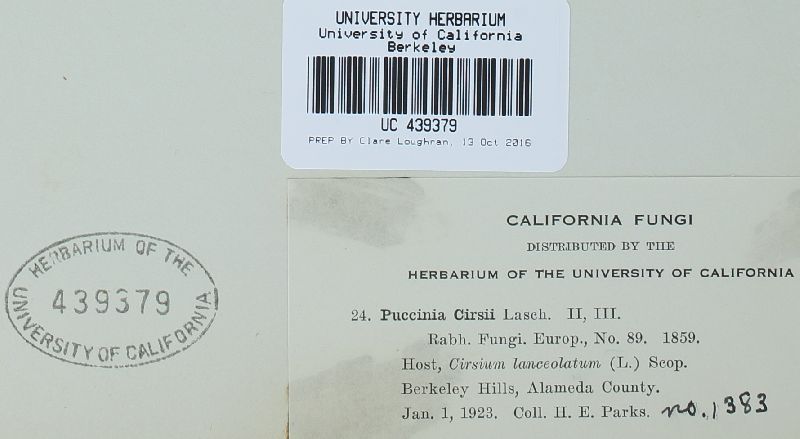 UNIVERSITY HERBARIUM
University of California
Berkeley
UC 439379
PREP BY Clare Loughran, 13 Oct 2016
CALIFORNIA FUNGI
DISTRIBUTED BY THE
HERBARIUM OF THE UNIVERSITY OF CALIFORNIA
HERBARIUM OF THE
439379
UNIVERSITY OF CALIFORNIA
24. Puccinia Cirsii Lasch. II, III.
Rabh. Fungi. Europ., No. 89. 1859.
Host, Cirsium lanceolatum (L.) Scop.
Berkeley Hills, Alameda County.
Jan. 1, 1923. Coll. H. E. Parks. no. 1383